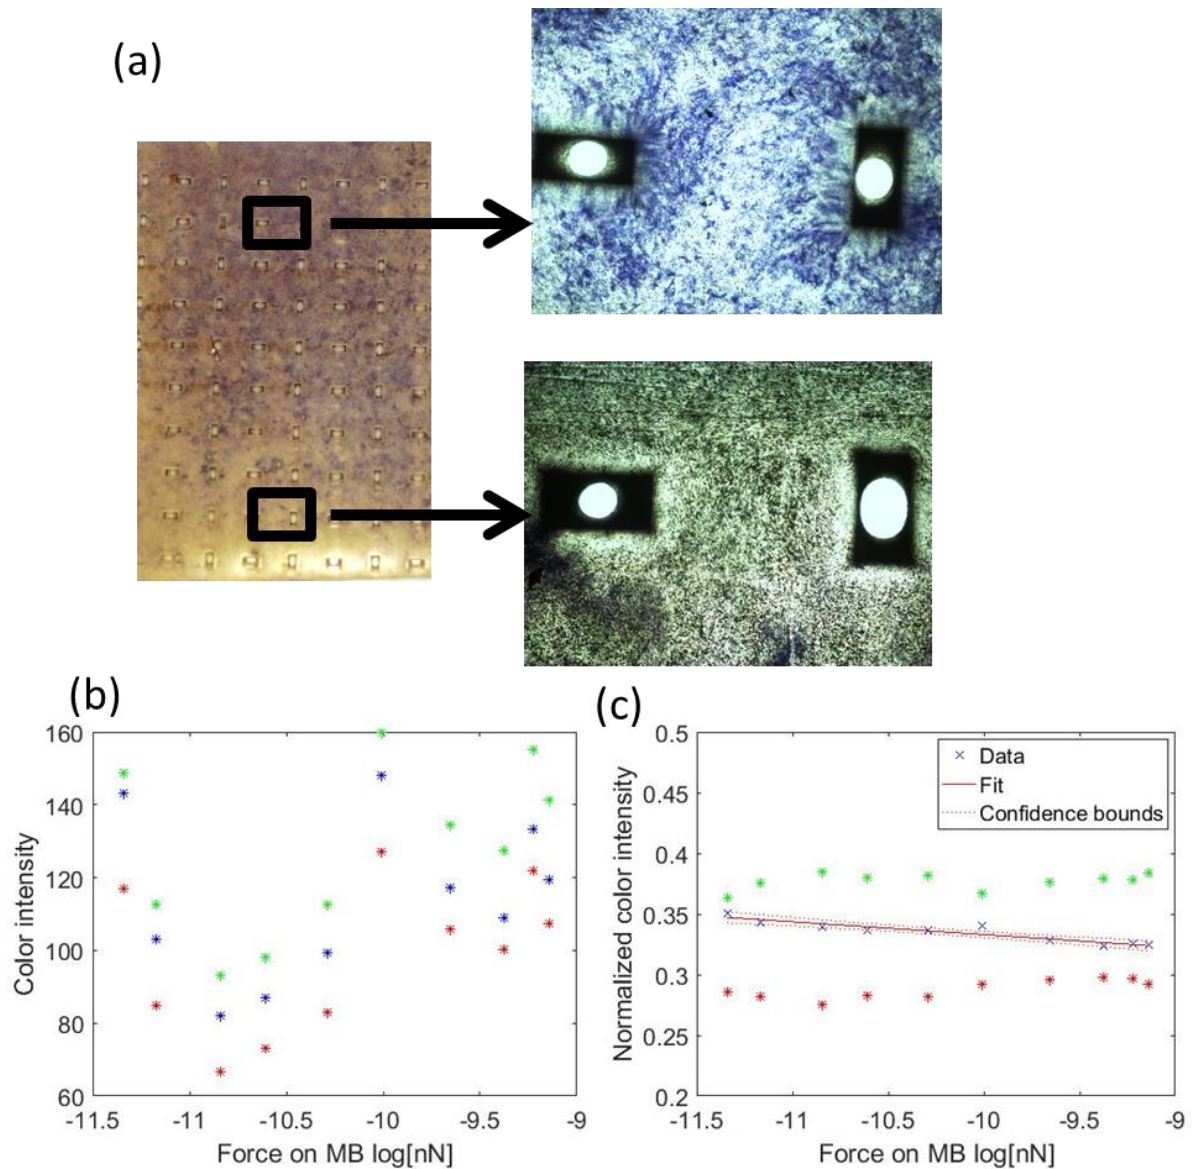 (a)
(b)
160
140
120
100
80
60
Color intensity
-11.5
-11
-10.5
-10
-9.5
-9
Force on MB log[nN]
(c)
0.5
0.45
0.4
0.35
0.3
0.25
0.2
Normalized color intensity
Data
Fit
Confidence bounds
-11.5
-11
-10.5
-10
-9.5
-9
Force on MB log[nN]